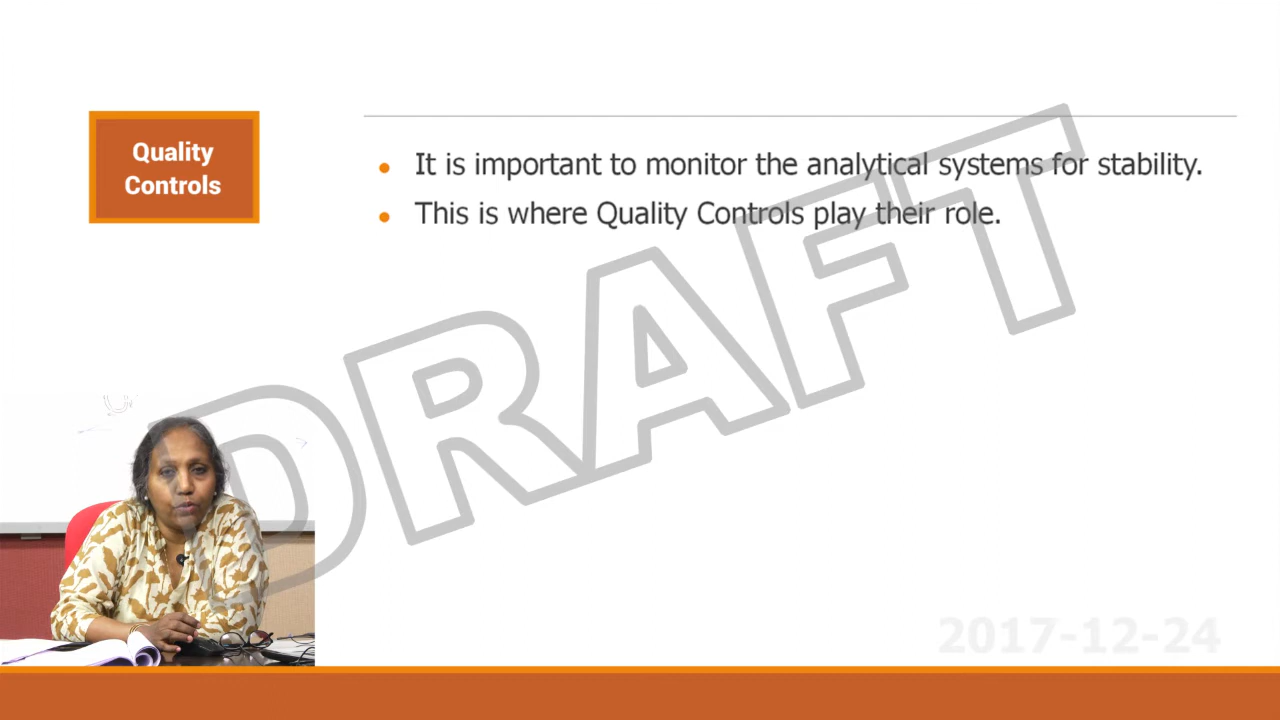 Quality
Controls
It is important to monitor the analytical systems for stability.
This is where Quality Controls play their role.
DRAFT
2017-12-24